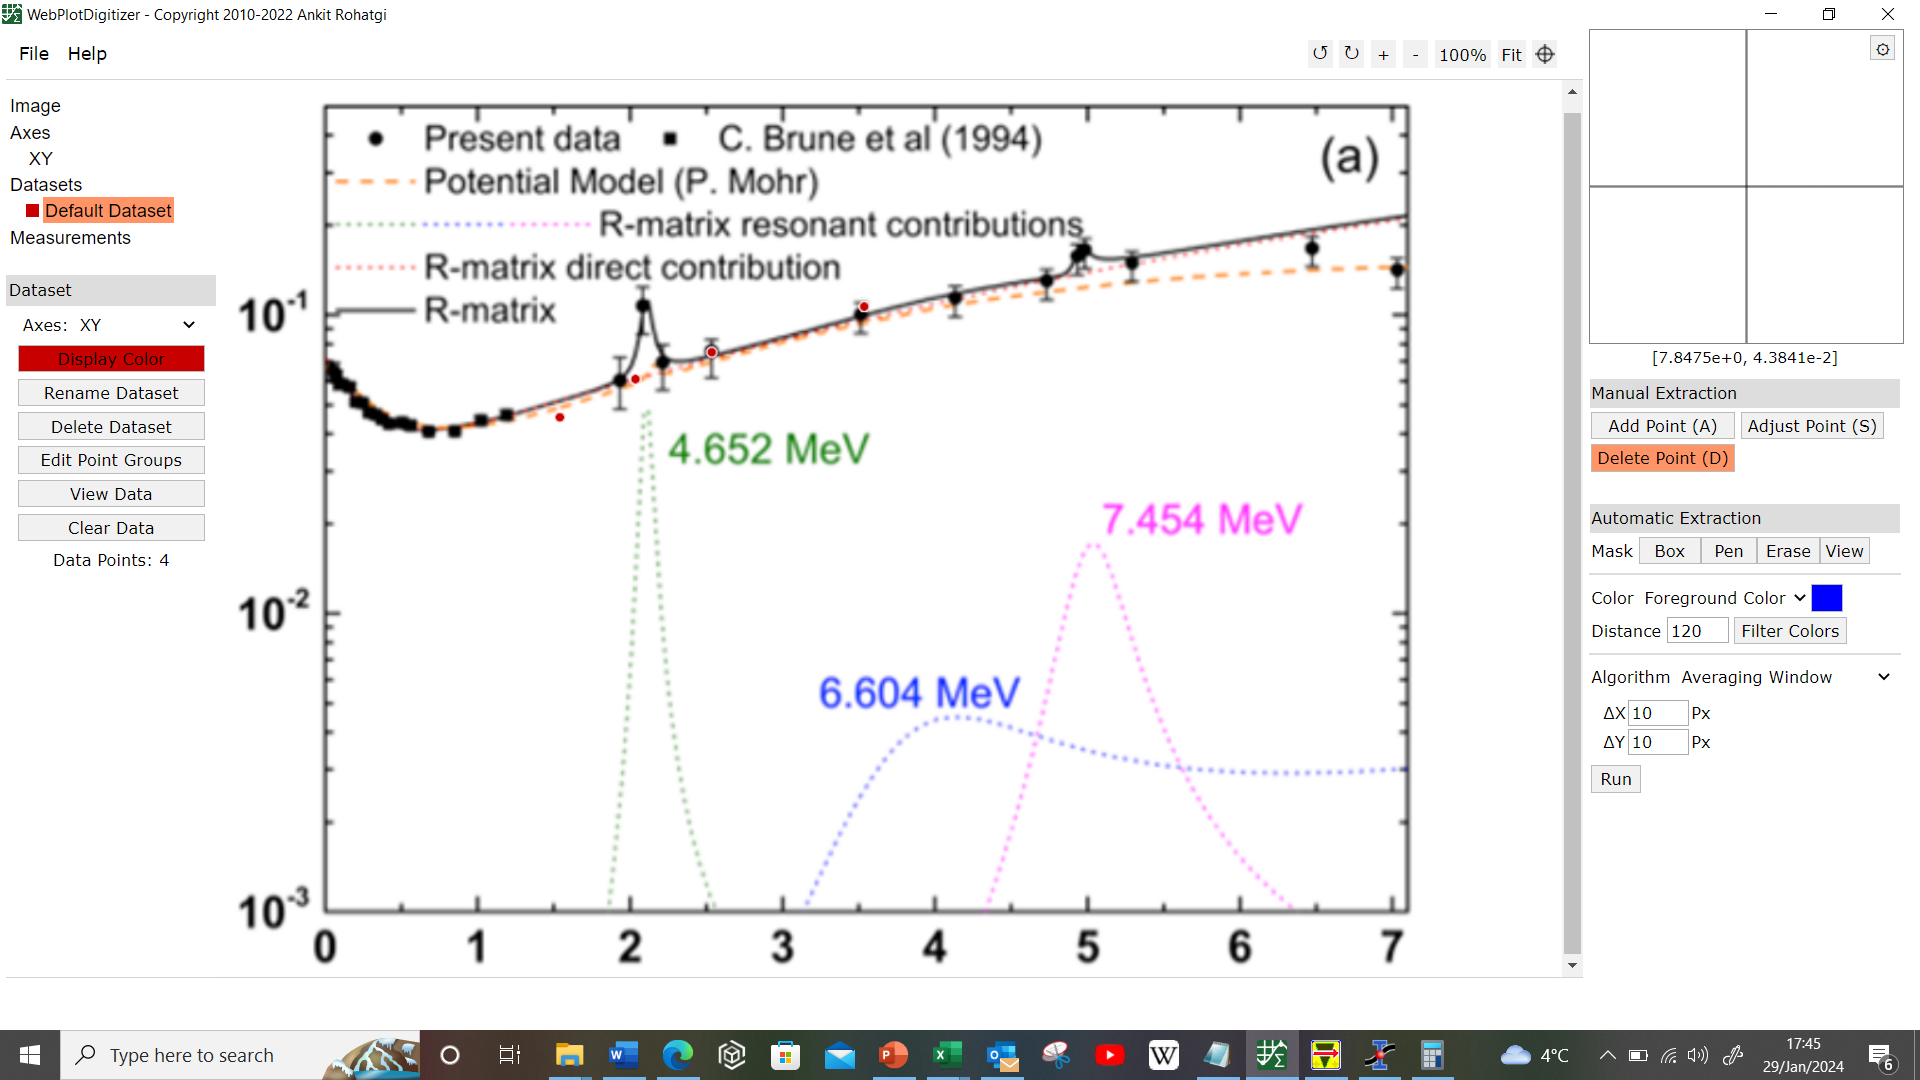 WebPlotDigitizer - Copyright 2010-2022 Ankit Rohatgi
File Help
+ - 100% Fit
Image
Axes
XY
Datasets
Default Dataset
Measurements
Dataset
Axes: XY
Display Color
Rename Dataset
Delete Dataset
Edit Point Groups
View Data
Clear Data
Data Points: 4
Present data C. Brune et al (1994)
(a)
Potential Model (P. Mohr)
R-matrix resonant contributions
R-matrix direct contribution
R-matrix
10⁻¹
4.652 MeV
7.454 MeV
10⁻²
6.604 MeV
10⁻³
0 1 2 3 4 5 6 7
[7.8475e+0, 4.3841e-2]
Manual Extraction
Add Point (A) Adjust Point (S)
Delete Point (D)
Automatic Extraction
Mask Box Pen Erase View
Color Foreground Color
Distance 120 Filter Colors
Algorithm Averaging Window
ΔX 10 Px
ΔY 10 Px
Run
Type here to search
4°C
17:45
29/Jan/2024
6